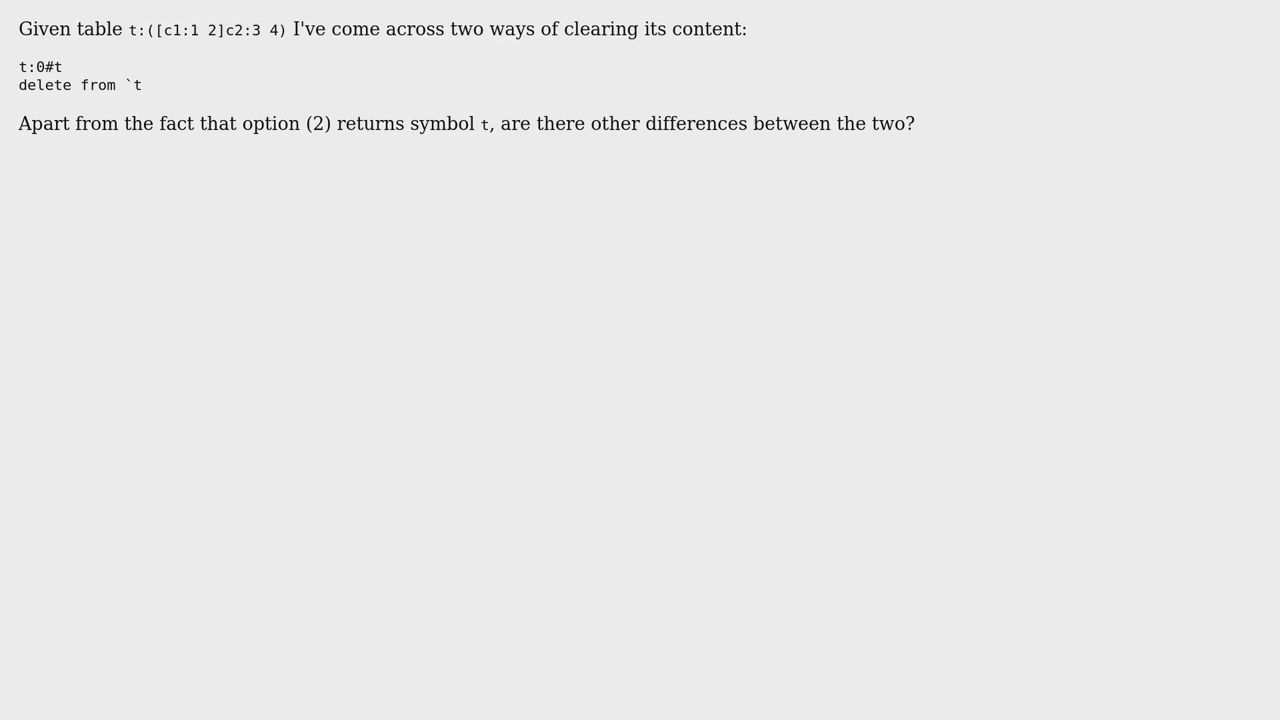 Given table t:([c1:1 2]c2:3 4) I've come across two ways of clearing its content:
t:0#t
delete from `t
Apart from the fact that option (2) returns symbol t, are there other differences between the two?